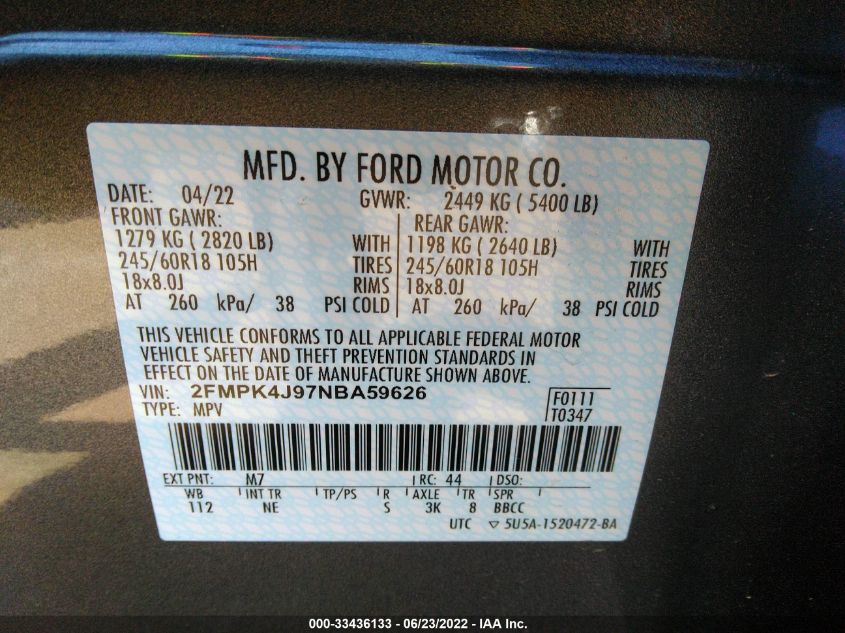 MFD. BY FORD MOTOR CO.
DATE: 04/22 GVWR: 2449 KG ( 5400 LB)
FRONT GAWR: REAR GAWR:
1279 KG ( 2820 LB) WITH 1198 KG ( 2640 LB) WITH
245/60R18 105H TIRES 245/60R18 105H TIRES
18x8.0J RIMS 18x8.0J RIMS
AT 260 kPa/ 38 PSI COLD AT 260 kPa/ 38 PSI COLD
THIS VEHICLE CONFORMS TO ALL APPLICABLE FEDERAL MOTOR
VEHICLE SAFETY AND THEFT PREVENTION STANDARDS IN
EFFECT ON THE DATE OF MANUFACTURE SHOWN ABOVE.
VIN: 2FMPK4J97NBA59626 F0111
TYPE: MPV T0347
EXT PNT: M7 RC: 44 DSO:
WB INT TR TP/PS R AXLE TR SPR
112 NE S 3K 8 BBCC
UTC ▽ 5U5A-1520472-BA
000-33436133 - 06/23/2022 - IAA Inc.